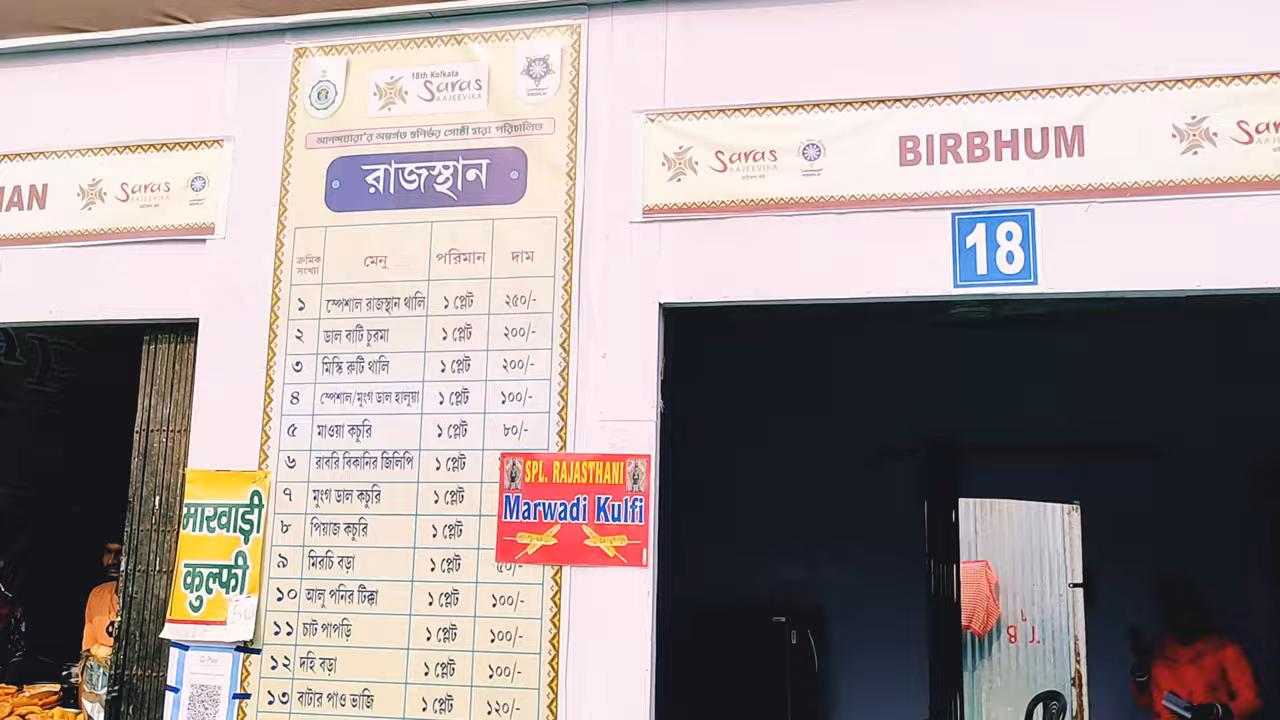 18th Kolkata
Saras
AAJEEVIKA
আনন্দধারা'র অন্তর্গত স্বনির্ভর গোষ্ঠী দ্বারা পরিচালিত
রাজস্থান
ক্রমিক সংখ্যা মেনু পরিমান দাম
১ স্পেশাল রাজস্থান থালি ১ প্লেট ২৫০/-
২ ডাল বাটি চুরমা ১ প্লেট ২০০/-
৩ মিস্কি রুটি থালি ১ প্লেট ২০০/-
৪ স্পেশাল/মুংগ ডাল হালুয়া ১ প্লেট ১০০/-
৫ মাওয়া কচুরি ১ প্লেট ৮০/-
৬ রাবরি বিকানির জিলিপি ১ প্লেট
৭ মুংগ ডাল কচুরি ১ প্লেট
৮ পিয়াজ কচুরি ১ প্লেট
৯ মিরচি বড়া ১ প্লেট
১০ আলু পনির টিক্কা ১ প্লেট ১০০/-
১১ চাট পাপড়ি ১ প্লেট ১০০/-
১২ দহি বড়া ১ প্লেট ১০০/-
১৩ বাটার পাও ভাজি ১ প্লেট ১২০/-
SPL. RAJASTHANI
Marwadi Kulfi
मारवाड़ी
कुल्फी
50
G Pay
Saras
AAJEEVIKA
Saras
AAJEEVIKA
BIRBHUM
18